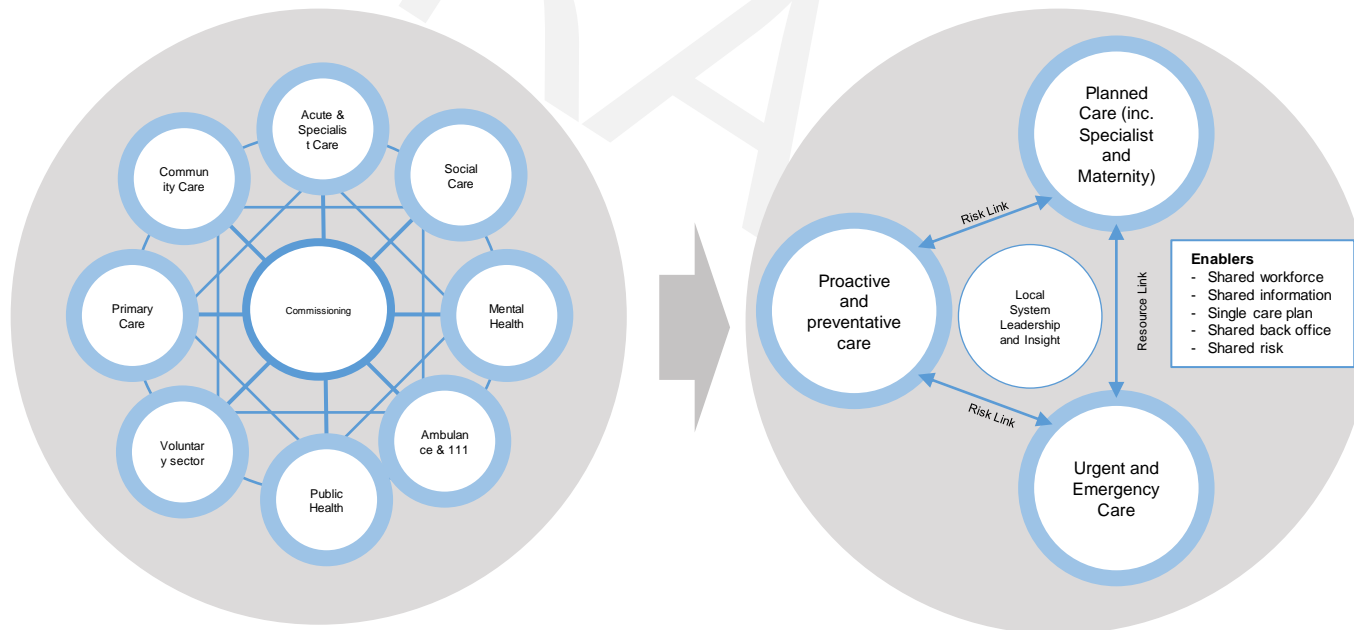 Acute &
Specialis
t Care
Commun
ity Care
Social
Care
Primary
Care
Commissioning
Mental
Health
Voluntar
y sector
Ambulan
ce & 111
Public
Health
Planned
Care (inc.
Specialist
and
Maternity)
Risk Link
Proactive and
preventative
care
Local
System
Leadership
and Insight
Resource Link
Enablers
- Shared workforce
- Shared information
- Single care plan
- Shared back office
- Shared risk
Risk Link
Urgent and
Emergency
Care